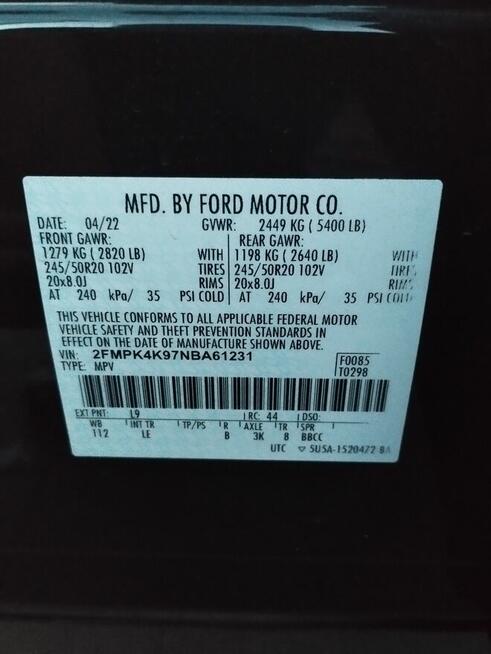 MFD. BY FORD MOTOR CO.
DATE: 04/22 GVWR: 2449 KG ( 5400 LB)
FRONT GAWR: REAR GAWR:
1279 KG ( 2820 LB) WITH 1198 KG ( 2640 LB) WITH
245/50R20 102V TIRES 245/50R20 102V TIRES
20x8.0J RIMS 20x8.0J RIMS
AT 240 kPa/ 35 PSI COLD AT 240 kPa/ 35 PSI COLD
THIS VEHICLE CONFORMS TO ALL APPLICABLE FEDERAL MOTOR
VEHICLE SAFETY AND THEFT PREVENTION STANDARDS IN
EFFECT ON THE DATE OF MANUFACTURE SHOWN ABOVE.
VIN: 2FMPK4K97NBA61231 F0085
TYPE: MPV T0298
EXT PNT: L9 RC: 44 DSO:
WB INT TR TP/PS R AXLE TR SPR
112 LE B 3K 8 BBCC
UTC ▽ 5U5A-1520472-BA